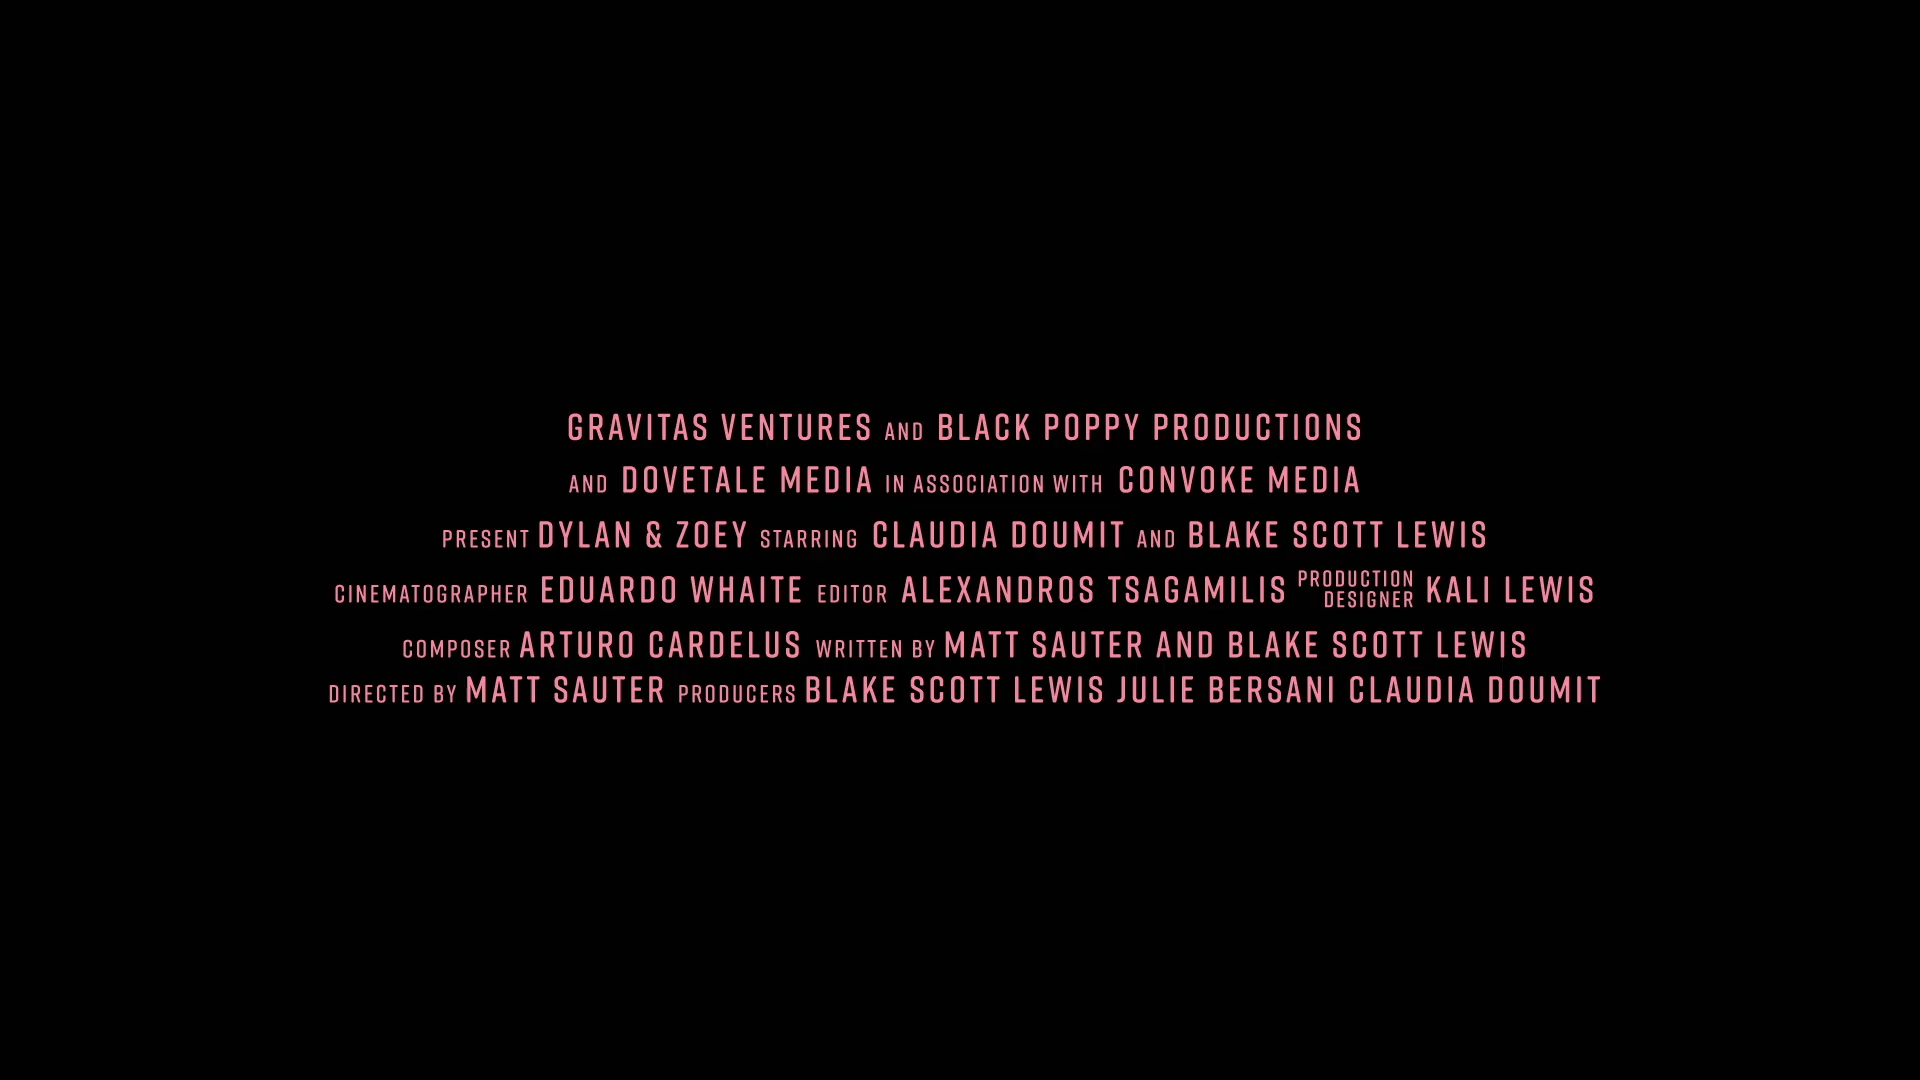 GRAVITAS VENTURES AND BLACK POPPY PRODUCTIONS
AND DOVETALE MEDIA IN ASSOCIATION WITH CONVOKE MEDIA
PRESENT DYLAN & ZOEY STARRING CLAUDIA DOUMIT AND BLAKE SCOTT LEWIS
CINEMATOGRAPHER EDUARDO WHAITE EDITOR ALEXANDROS TSAGAMILIS PRODUCTION DESIGNER KALI LEWIS
COMPOSER ARTURO CARDELUS WRITTEN BY MATT SAUTER AND BLAKE SCOTT LEWIS
DIRECTED BY MATT SAUTER PRODUCERS BLAKE SCOTT LEWIS JULIE BERSANI CLAUDIA DOUMIT